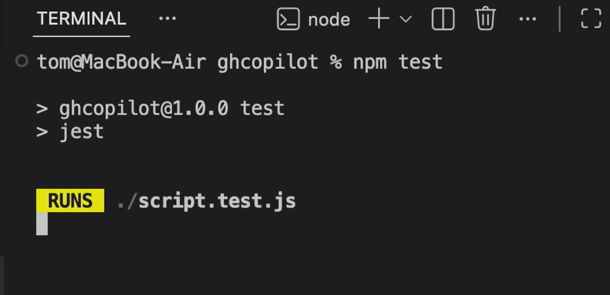 TERMINAL ... node ...
tom@MacBook-Air ghcopilot % npm test
> ghcopilot@1.0.0 test
> jest
RUNS ./script.test.js